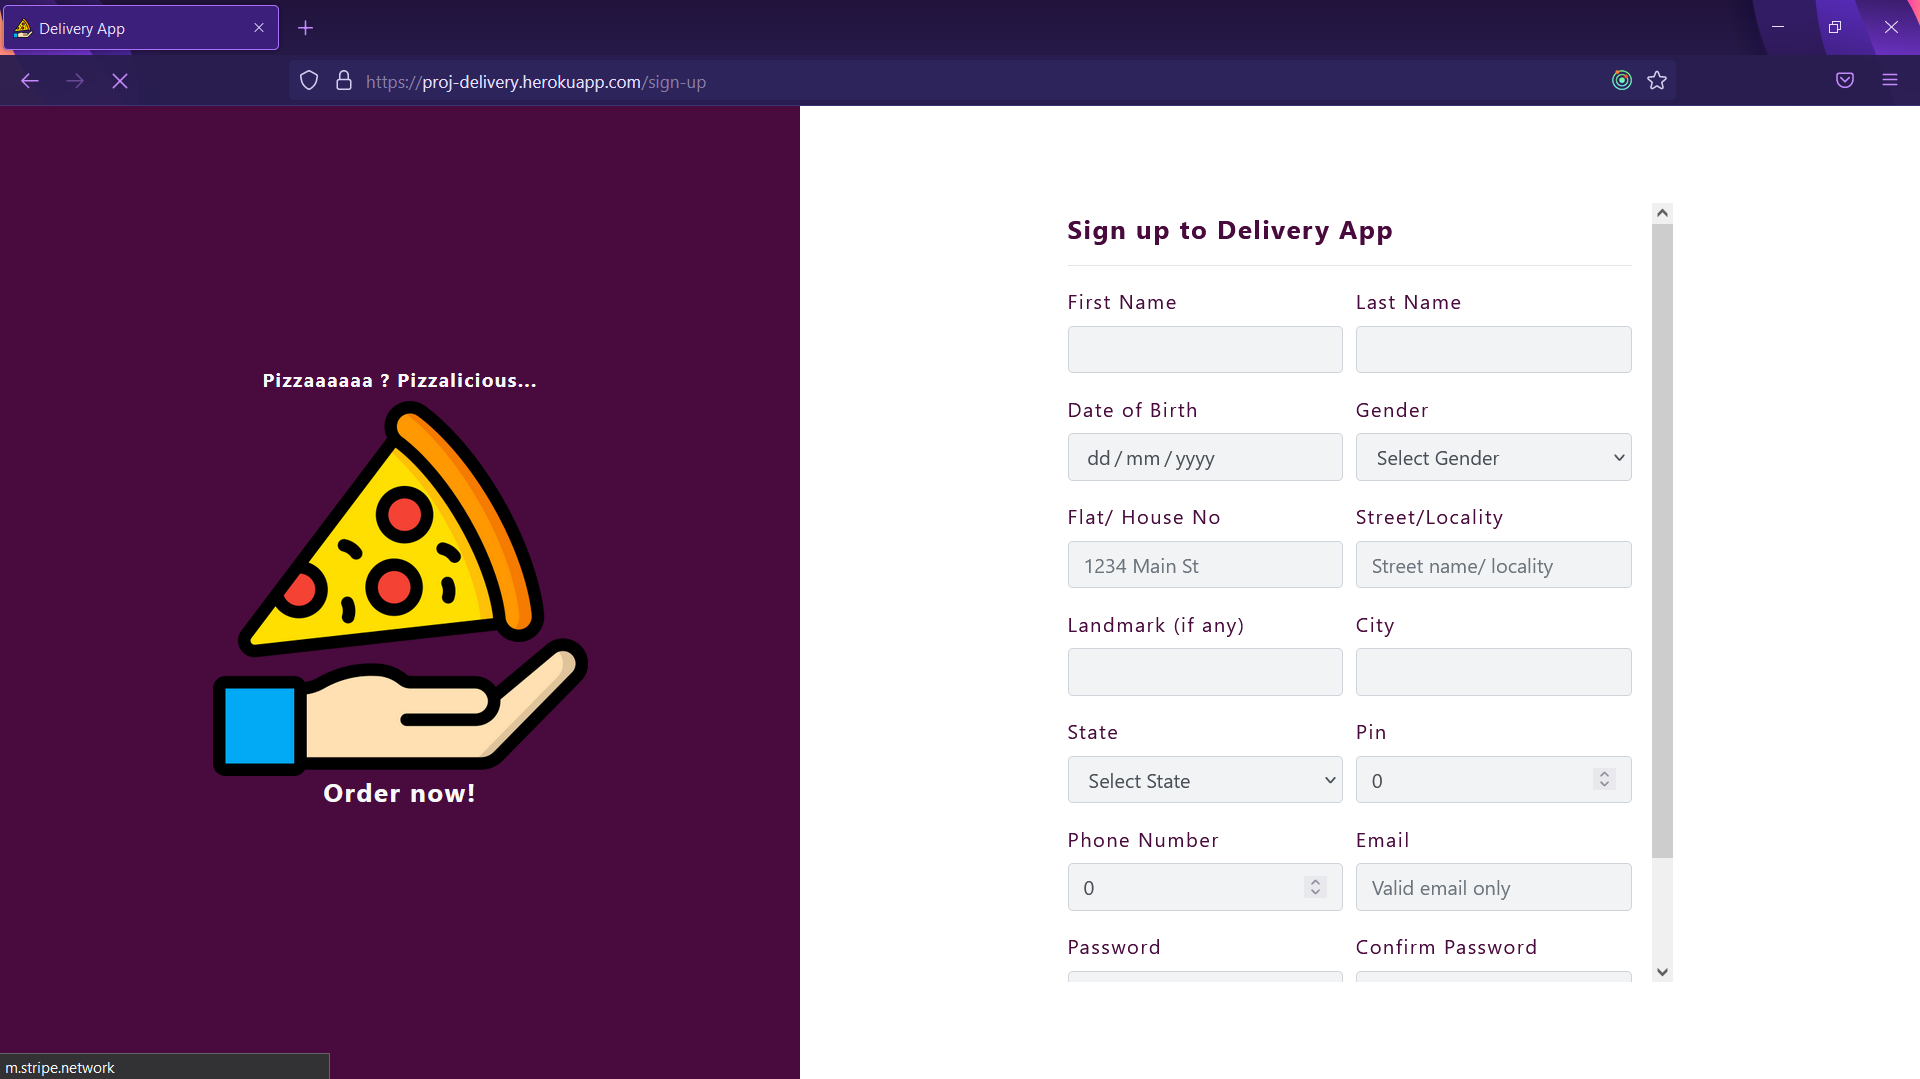 Delivery App
https://proj-delivery.herokuapp.com/sign-up
Pizzaaaaaa ? Pizzalicious...
Order now!
Sign up to Delivery App
First Name
Last Name
Date of Birth
Gender
dd / mm / yyyy
Select Gender
Flat/ House No
Street/Locality
1234 Main St
Street name/ locality
Landmark (if any)
City
State
Pin
Select State
0
Phone Number
Email
0
Valid email only
Password
Confirm Password
m.stripe.network